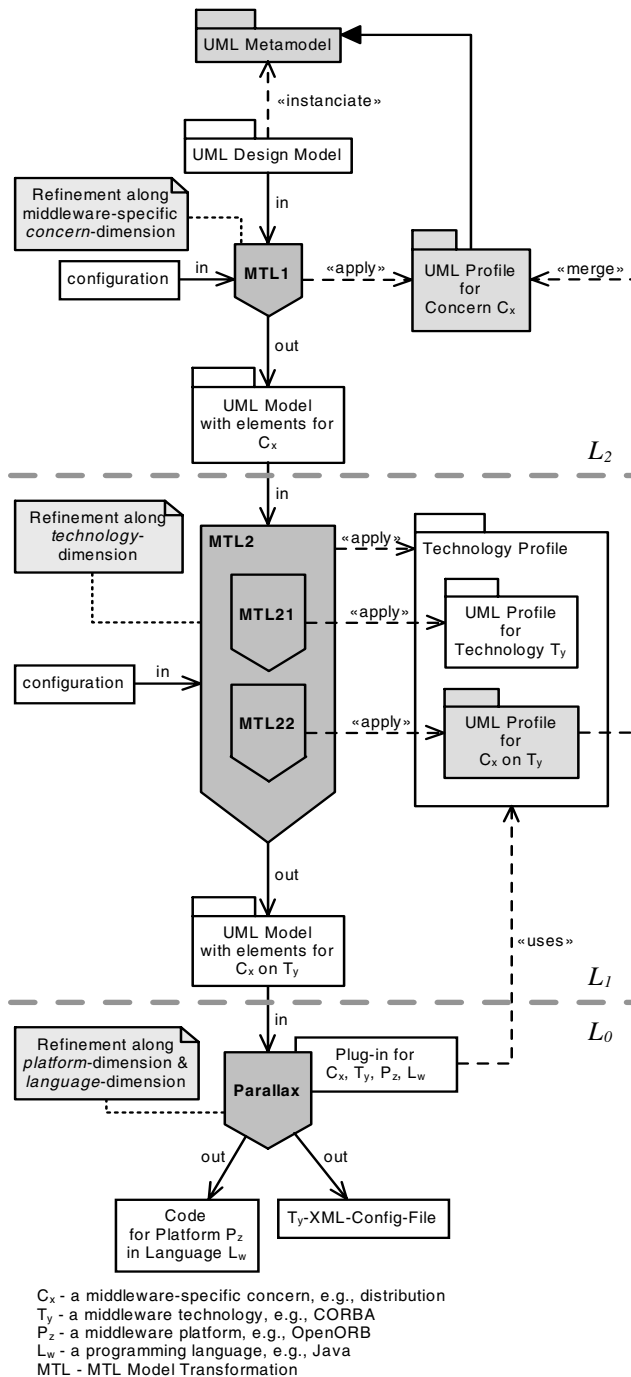 UML Metamodel
«instanciate»
UML Design Model
Refinement along
middleware-specific
concern-dimension
in
in
configuration
MTL1
«apply»
UML Profile
for
Concern Cx
«merge»
out
UML Model
with elements for
Cx
L2
in
Refinement along
technology-
dimension
MTL2
«apply»
Technology Profile
MTL21
«apply»
UML Profile
for
Technology Ty
in
configuration
MTL22
«apply»
UML Profile
for
Cx on Ty
out
UML Model
with elements for
Cx on Ty
«uses»
L1
in
L0
Refinement along
platform-dimension &
language-dimension
Plug-in for
Cx, Ty, Pz, Lw
Parallax
out
out
Code
for Platform Pz
in Language Lw
Ty-XML-Config-File
Cx - a middleware-specific concern, e.g., distribution
Ty - a middleware technology, e.g., CORBA
Pz - a middleware platform, e.g., OpenORB
Lw - a programming language, e.g., Java
MTL - MTL Model Transformation